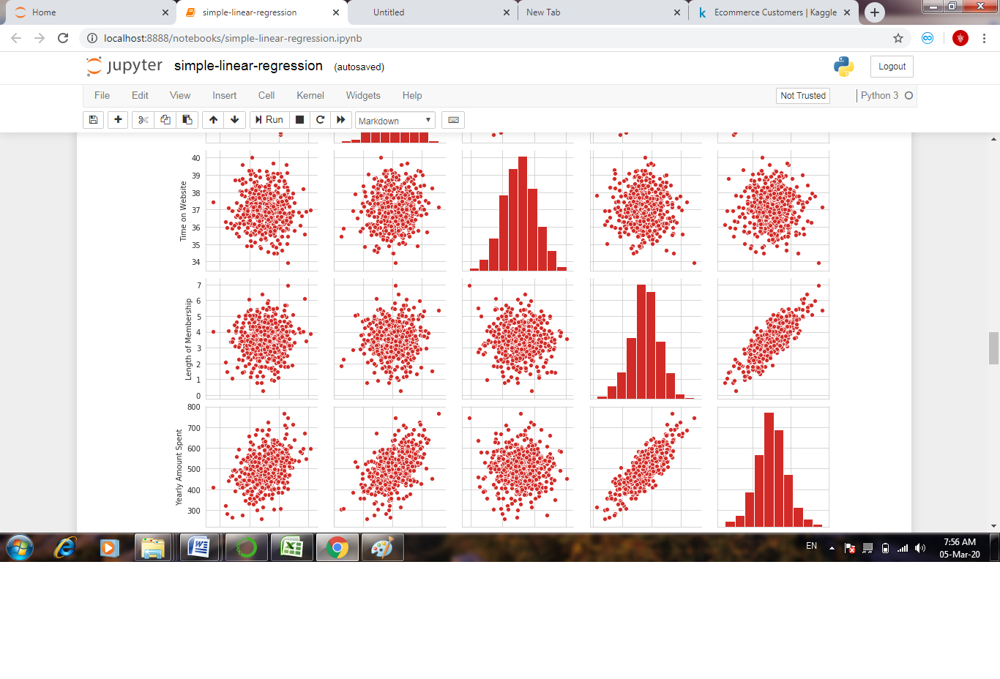 Home
simple-linear-regression
Untitled
New Tab
Ecommerce Customers | Kaggle
localhost:8888/notebooks/simple-linear-regression.ipynb
jupyter simple-linear-regression (autosaved)
Logout
File Edit View Insert Cell Kernel Widgets Help
Not Trusted
Python 3
Run
Markdown
Time on Website
40
39
38
37
36
35
34
Length of Membership
7
6
5
4
3
2
1
0
Yearly Amount Spent
800
700
600
500
400
300
EN
7:56 AM
05-Mar-20